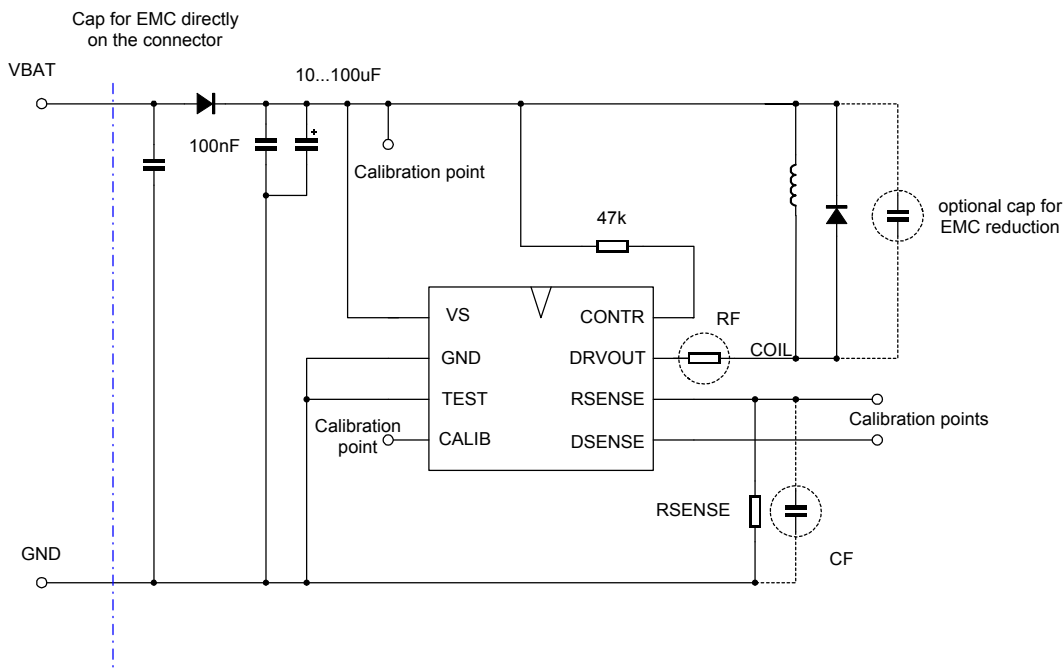 Cap for EMC directly
on the connector
VBAT
10...100uF
+
100nF
Calibration point
47k
optional cap for
EMC reduction
VS
CONTR
RF
GND
DRVOUT
COIL
TEST
RSENSE
Calibration
point
CALIB
DSENSE
Calibration points
RSENSE
GND
CF